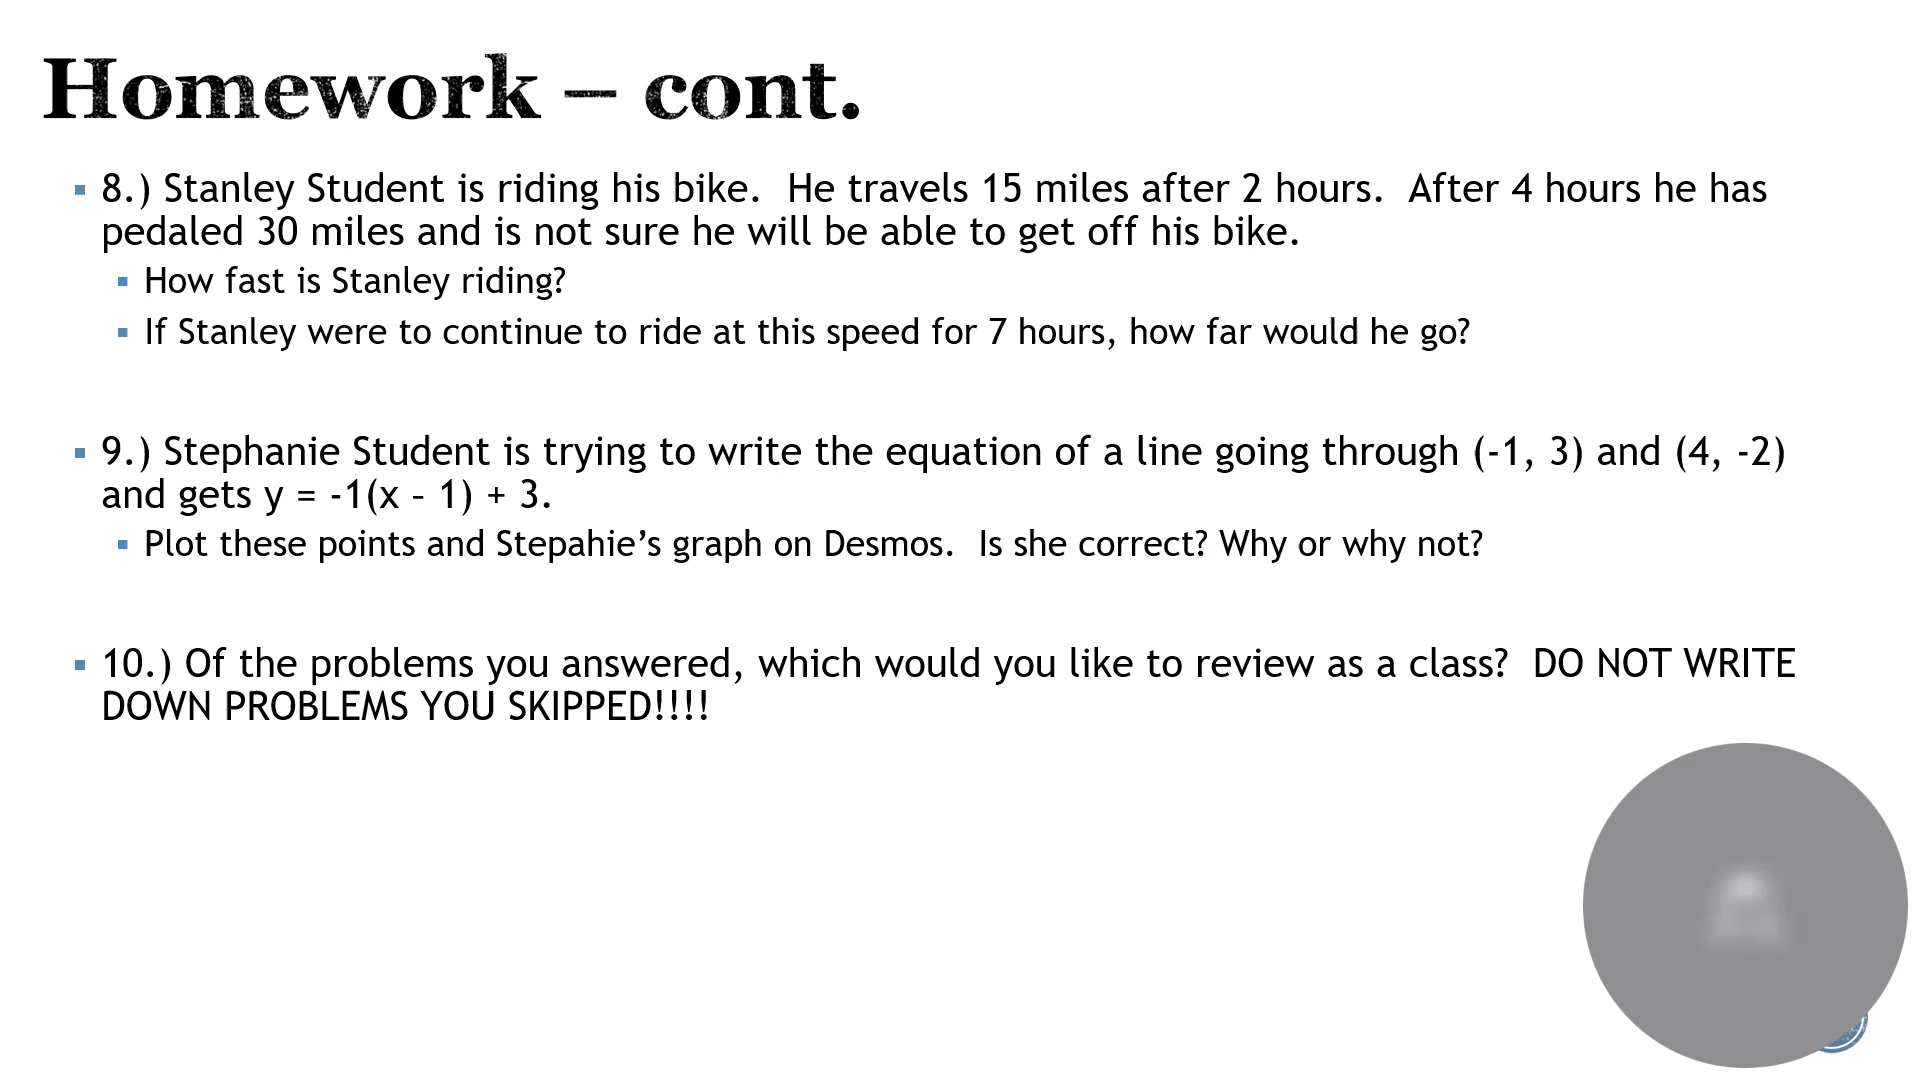 Homework – cont.
8.) Stanley Student is riding his bike.  He travels 15 miles after 2 hours.  After 4 hours he has
pedaled 30 miles and is not sure he will be able to get off his bike.
How fast is Stanley riding?
If Stanley were to continue to ride at this speed for 7 hours, how far would he go?
9.) Stephanie Student is trying to write the equation of a line going through (-1, 3) and (4, -2)
and gets y = -1(x – 1) + 3.
Plot these points and Stepahie’s graph on Desmos.  Is she correct? Why or why not?
10.) Of the problems you answered, which would you like to review as a class?  DO NOT WRITE
DOWN PROBLEMS YOU SKIPPED!!!!